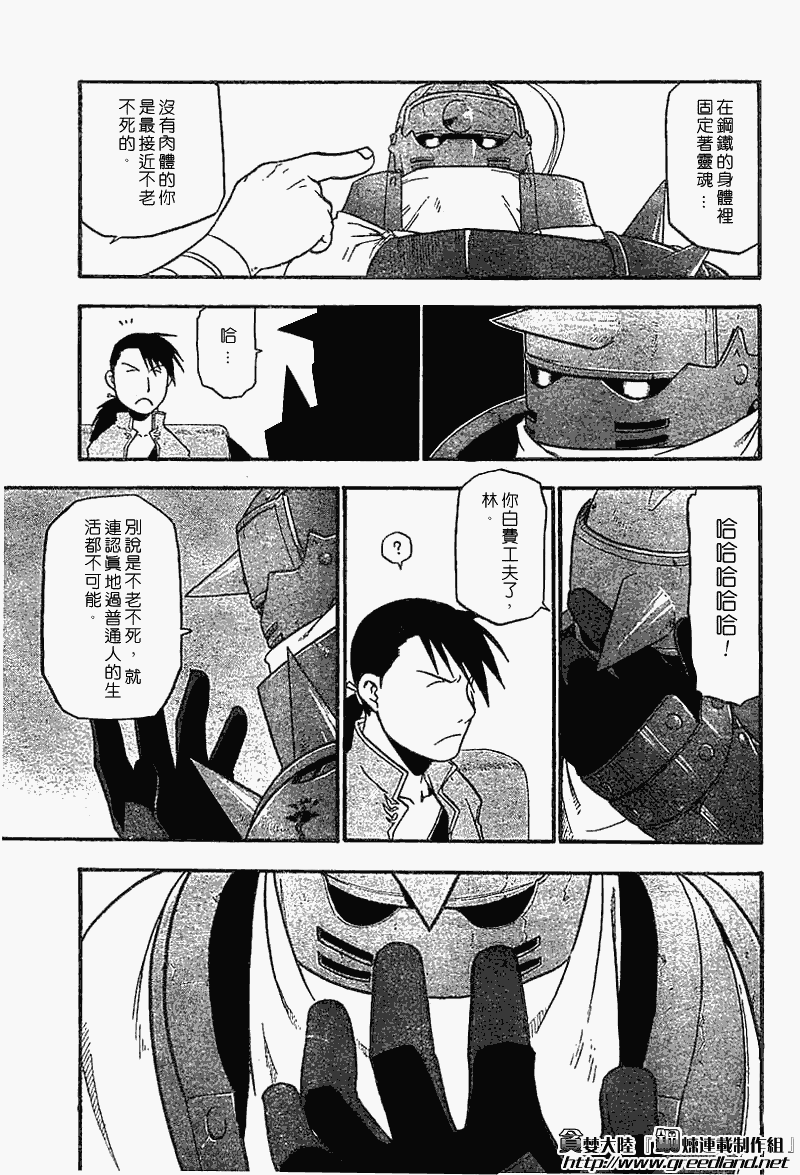 在鋼鐵的身體裡
固定著靈魂…
沒有肉體的你
是最接近不老
不死的。
哈…
哈哈哈哈哈！
你白費工夫了，
林。
？
別說是不老不死，就
連認真地過普通人的生
活都不可能。
貪婪大陸『鋼煉連載制作組』
http://www.greedland.net/